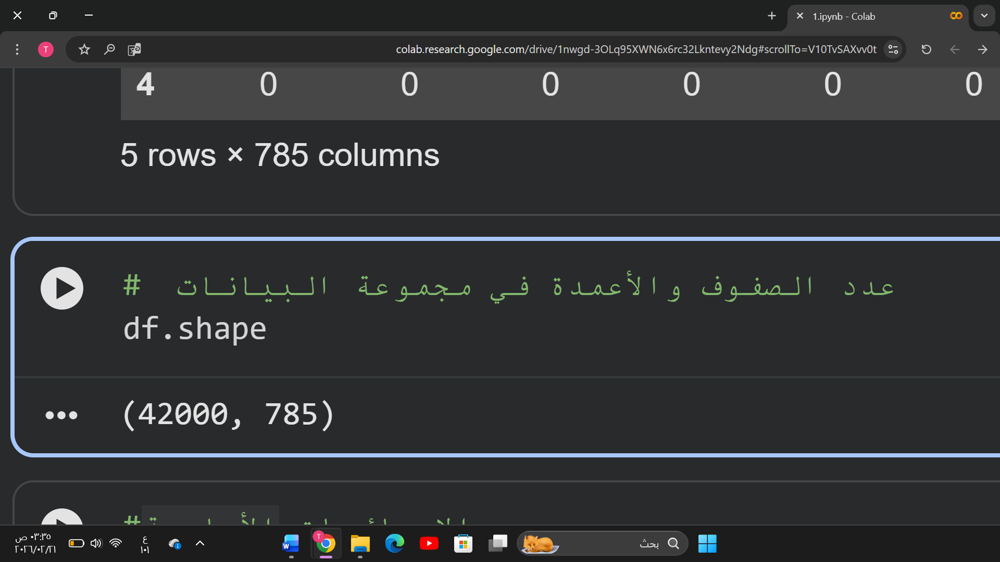 1.ipynb - Colab
colab.research.google.com/drive/1nwgd-3OLq95XWN6x6rc32Lkntevy2Ndg#scrollTo=V10TvSAXvv0t
T
4 0 0 0 0 0 0
5 rows × 785 columns
# عدد الصفوف والأعمدة في مجموعة البيانات
df.shape
(42000, 785)
#
٠٣:٣٥ ص
٢٠٢٦/٠٢/٢١
ع
١٠١
T
بحث